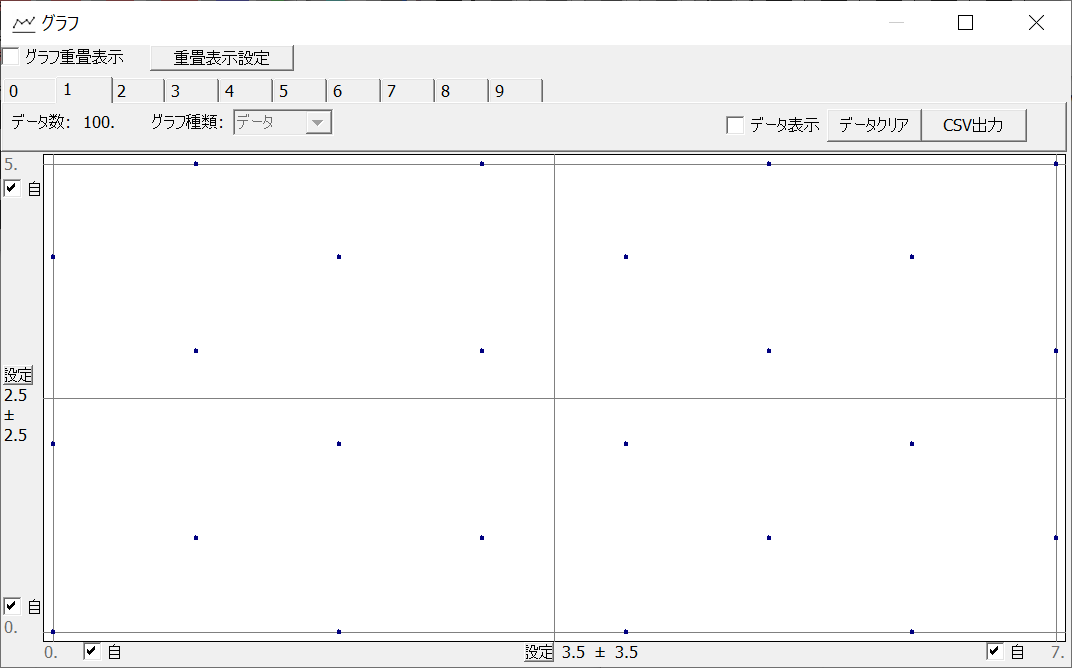 グラフ
グラフ重畳表示 重畳表示設定
0 1 2 3 4 5 6 7 8 9
データ数: 100. グラフ種類: データ データ表示 データクリア CSV出力
5.
自
設定
2.5
±
2.5
自
0.
0. 自 設定 3.5 ± 3.5 自 7.